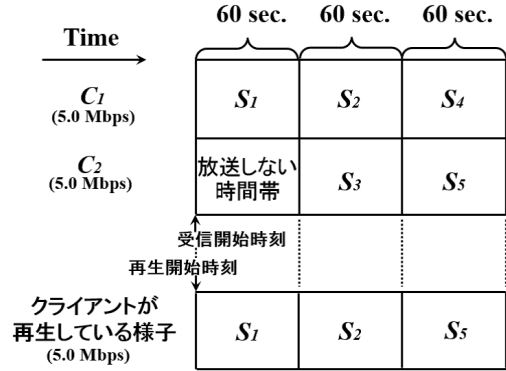 60 sec. 60 sec. 60 sec.
Time
C1 S1 S2 S4
(5.0 Mbps)
C2 放送しない時間帯 S3 S5
(5.0 Mbps)
受信開始時刻
再生開始時刻
クライアントが
再生している様子 S1 S2 S5
(5.0 Mbps)